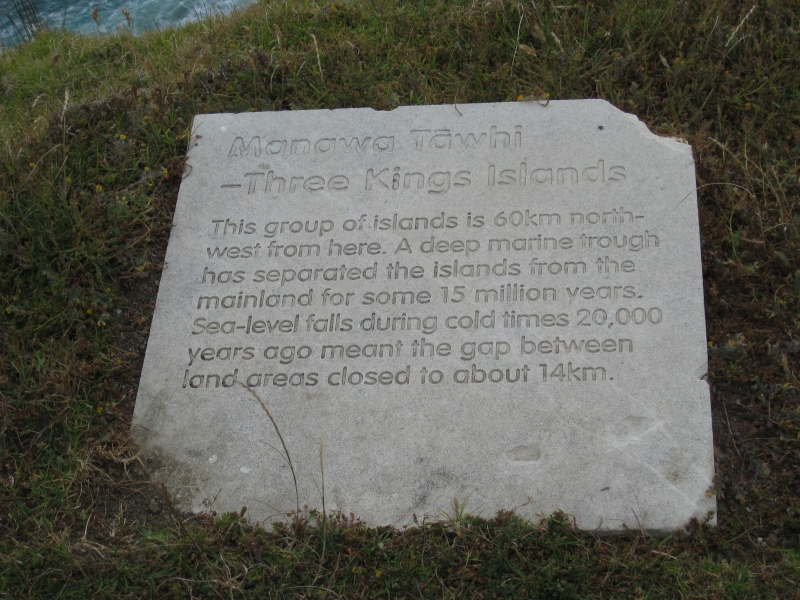 Manawa Tāwhi
–Three Kings Islands
This group of islands is 60km north-
west from here. A deep marine trough
has separated the islands from the
mainland for some 15 million years.
Sea-level falls during cold times 20,000
years ago meant the gap between
land areas closed to about 14km.